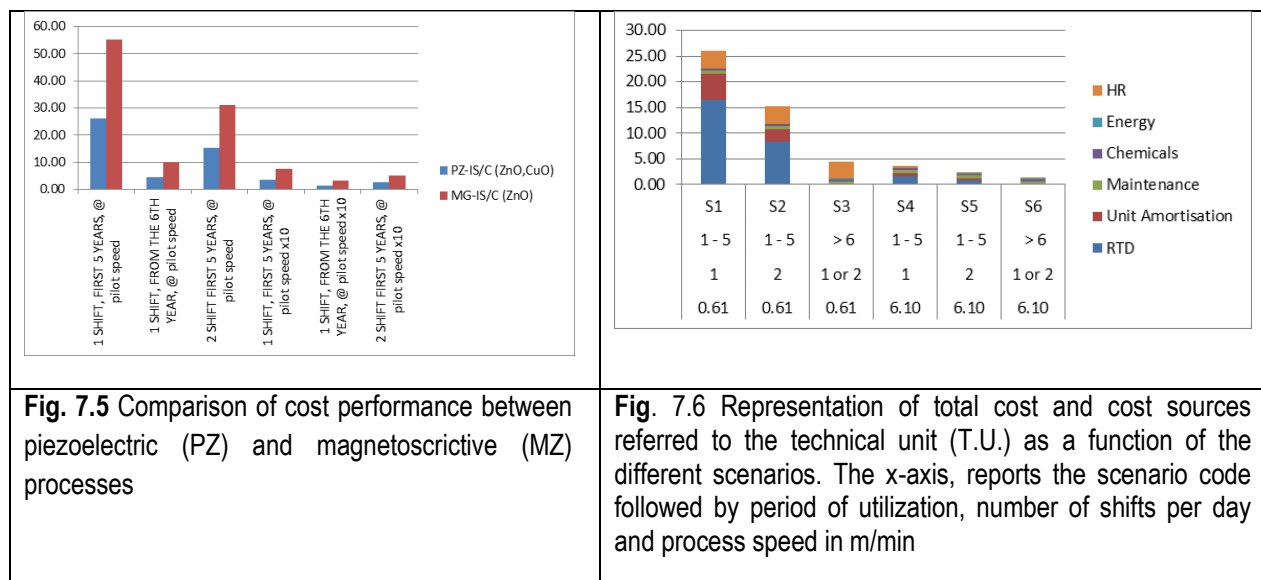 60.00
50.00
40.00
30.00
20.00
10.00
0.00
1 SHIFT, FIRST 5 YEARS, @
pilot speed
1 SHIFT, FROM THE 6TH
YEAR, @ pilot speed
2 SHIFT FIRST 5 YEARS, @
pilot speed
1 SHIFT, FIRST 5 YEARS, @
pilot speed x10
1 SHIFT, FROM THE 6TH
YEAR, @ pilot speed x10
2 SHIFT FIRST 5 YEARS, @
pilot speed x10
PZ-IS/C (ZnO,CuO)
MG-IS/C (ZnO)
30.00
25.00
20.00
15.00
10.00
5.00
0.00
S1 S2 S3 S4 S5 S6
1 - 5 1 - 5 > 6 1 - 5 1 - 5 > 6
1 2 1 or 2 1 2 1 or 2
0.61 0.61 0.61 6.10 6.10 6.10
HR
Energy
Chemicals
Maintenance
Unit Amortisation
RTD
Fig. 7.5 Comparison of cost performance between
piezoelectric (PZ) and magnetoscrictive (MZ)
processes
Fig. 7.6 Representation of total cost and cost sources
referred to the technical unit (T.U.) as a function of the
different scenarios. The x-axis, reports the scenario code
followed by period of utilization, number of shifts per day
and process speed in m/min